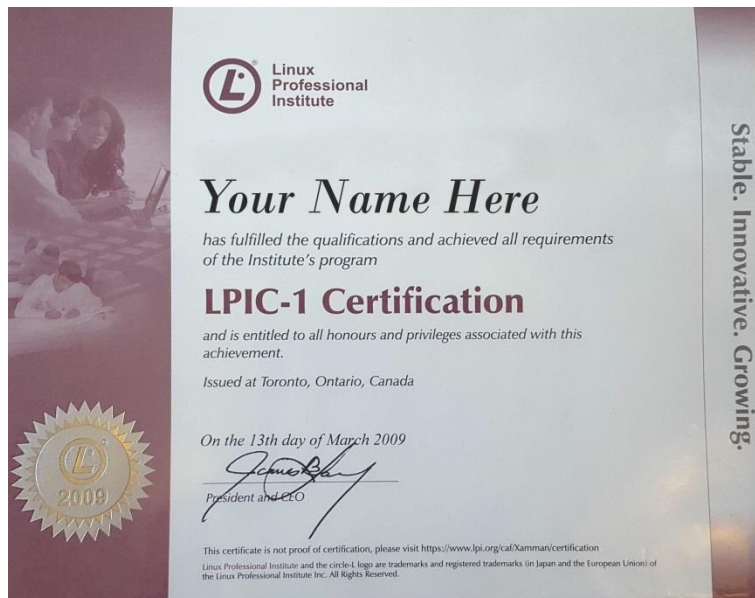 Linux
Professional
Institute
Your Name Here
has fulfilled the qualifications and achieved all requirements
of the Institute's program
LPIC-1 Certification
and is entitled to all honours and privileges associated with this
achievement.
Issued at Toronto, Ontario, Canada
On the 13th day of March 2009
President and CEO
This certificate is not proof of certification, please visit https://www.lpi.org/caf/Xamman/certification
Linux Professional Institute and the circle-L logo are trademarks and registered trademarks (in Japan and the European Union) of
the Linux Professional Institute Inc. All Rights Reserved.
L
2009
Stable. Innovative. Growing.